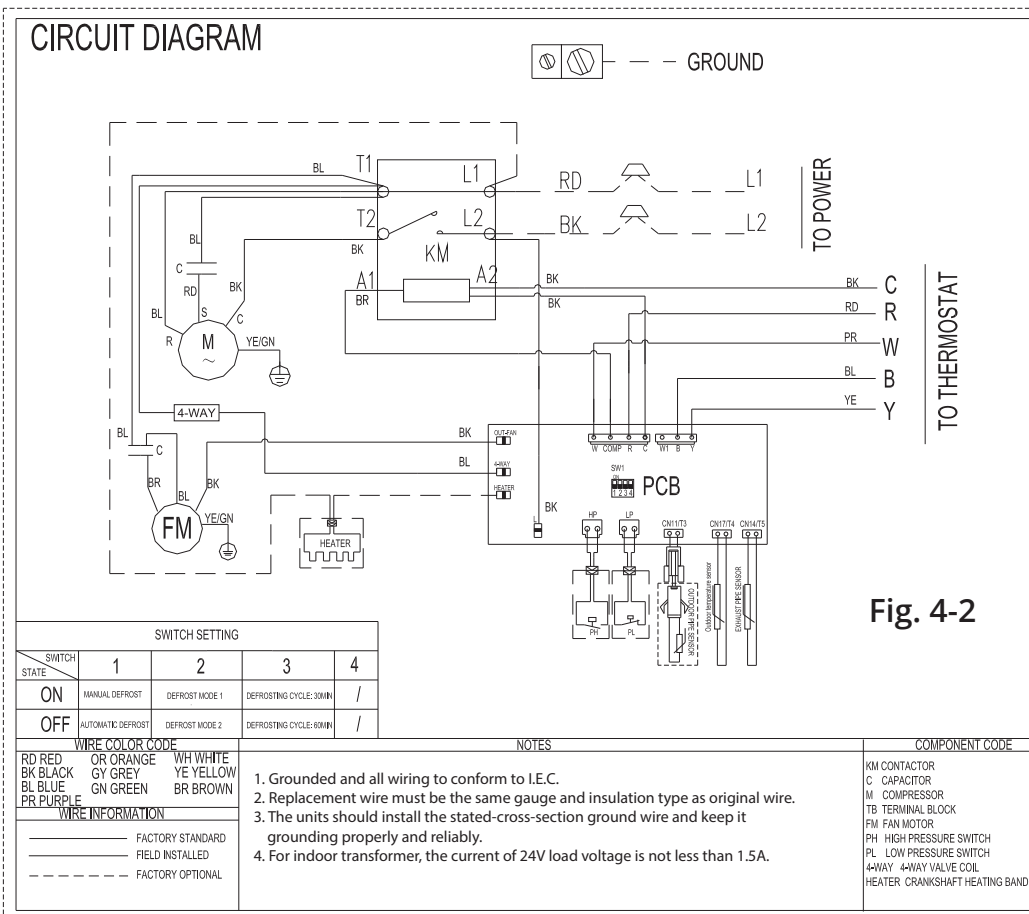 CIRCUIT DIAGRAM
GROUND
T1
L1
T2
L2
KM
A1
A2
BL
RD
L1
BK
L2
TO POWER
BK
BR
BK
BK
BL
C
RD
BK
S
C
BL
R
M
~
YE/GN
BK
C
RD
R
PR
W
BL
B
YE
Y
TO THERMOSTAT
4-WAY
BL
C
BR
BL
BK
FM
YE/GN
BK
BL
OUT-FAN
4-WAY
HEATER
HEATER
W COMP R C
W1 B Y
SW1
ON
1 2 3 4
PCB
L
BK
HP
LP
CN11/T3
CN17/T4
CN14/T5
PH
PL
OUTDOOR PIPE SENSOR
Outdoor temperature sensor
EXHAUST PIPE SENSOR
Fig. 4-2
SWITCH SETTING
SWITCH
STATE
1 2 3 4
ON MANUAL DEFROST DEFROST MODE 1 DEFROSTING CYCLE: 30MIN /
OFF AUTOMATIC DEFROST DEFROST MODE 2 DEFROSTING CYCLE: 60MIN /
WIRE COLOR CODE
RD RED OR ORANGE WH WHITE
BK BLACK GY GREY YE YELLOW
BL BLUE GN GREEN BR BROWN
PR PURPLE
WIRE INFORMATION
FACTORY STANDARD
FIELD INSTALLED
FACTORY OPTIONAL
NOTES
1. Grounded and all wiring to conform to I.E.C.
2. Replacement wire must be the same gauge and insulation type as original wire.
3. The units should install the stated-cross-section ground wire and keep it
grounding properly and reliably.
4. For indoor transformer, the current of 24V load voltage is not less than 1.5A.
COMPONENT CODE
KM CONTACTOR
C CAPACITOR
M COMPRESSOR
TB TERMINAL BLOCK
FM FAN MOTOR
PH HIGH PRESSURE SWITCH
PL LOW PRESSURE SWITCH
4-WAY 4-WAY VALVE COIL
HEATER CRANKSHAFT HEATING BAND